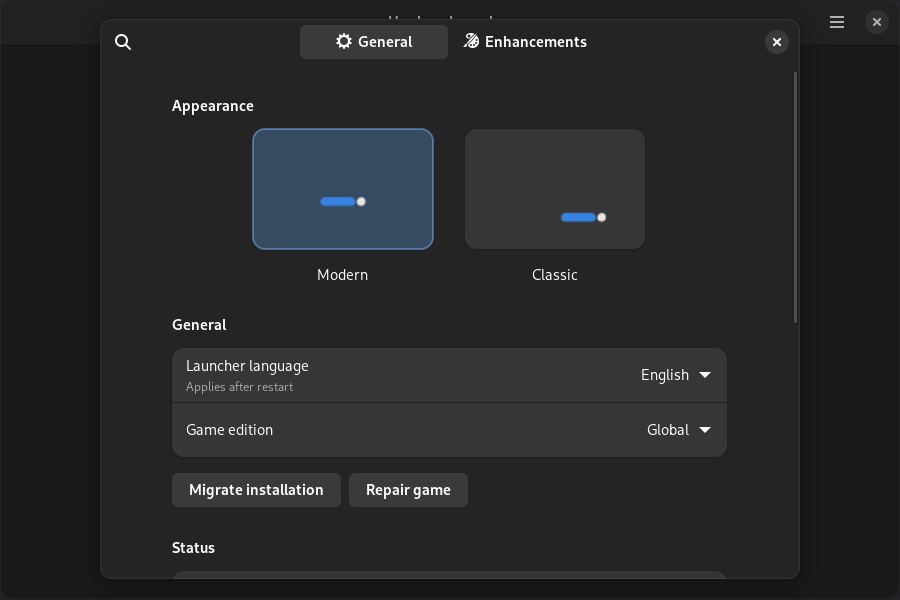 General
Enhancements
Appearance
Modern
Classic
General
Launcher language
Applies after restart
English
Game edition
Global
Migrate installation
Repair game
Status